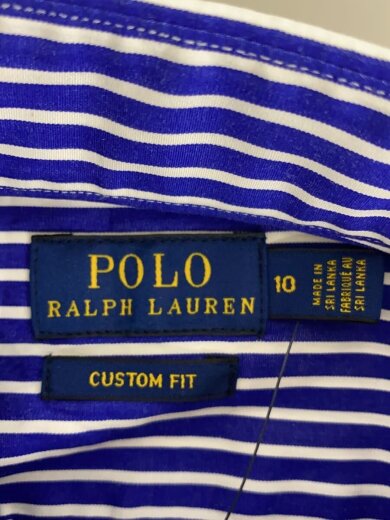 POLO
RALPH LAUREN
10
MADE IN
SRI LANKA
FABRIQUÉ AU
SRI LANKA
CUSTOM FIT